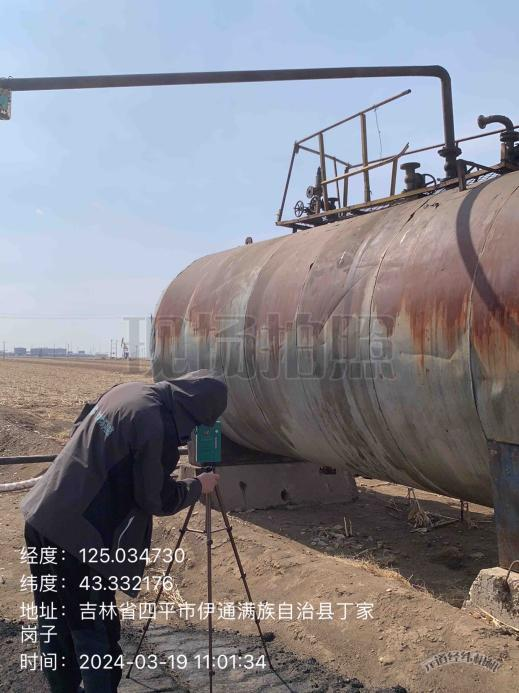 现场拍照
经度：125.034730
纬度：43.332176
地址：吉林省四平市伊通满族自治县丁家
岗子
时间：2024-03-19 11:01:34